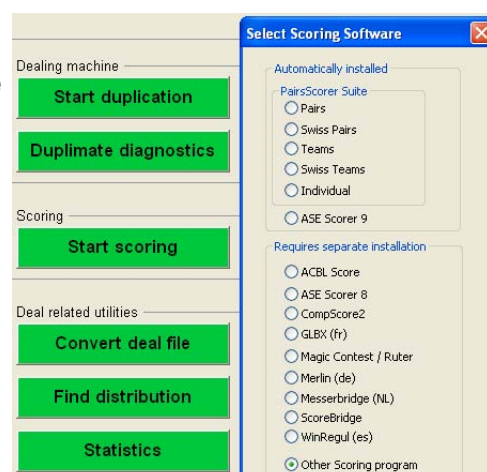 Dealing machine
Start duplication
Duplimate diagnostics
Scoring
Start scoring
Deal related utilities
Convert deal file
Find distribution
Statistics
Select Scoring Software
Automatically installed
PairsScorer Suite
Pairs
Swiss Pairs
Teams
Swiss Teams
Individual
ASE Scorer 9
Requires separate installation
ACBL Score
ASE Scorer 8
CompScore2
GLBX (fr)
Magic Contest / Ruter
Merlin (de)
Messerbridge (NL)
ScoreBridge
WinRegul (es)
Other Scoring program